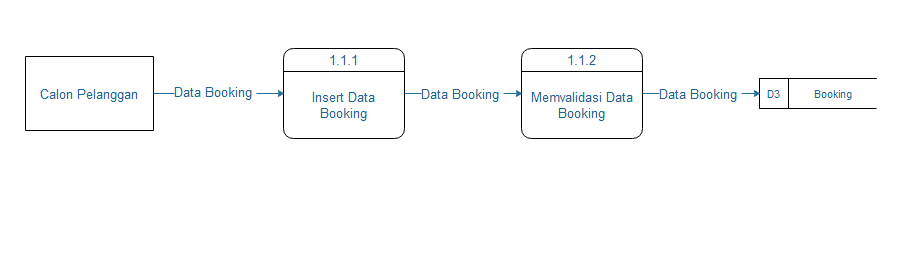 Calon Pelanggan
Data Booking
1.1.1
Insert Data
Booking
Data Booking
1.1.2
Memvalidasi Data
Booking
Data Booking
D3
Booking